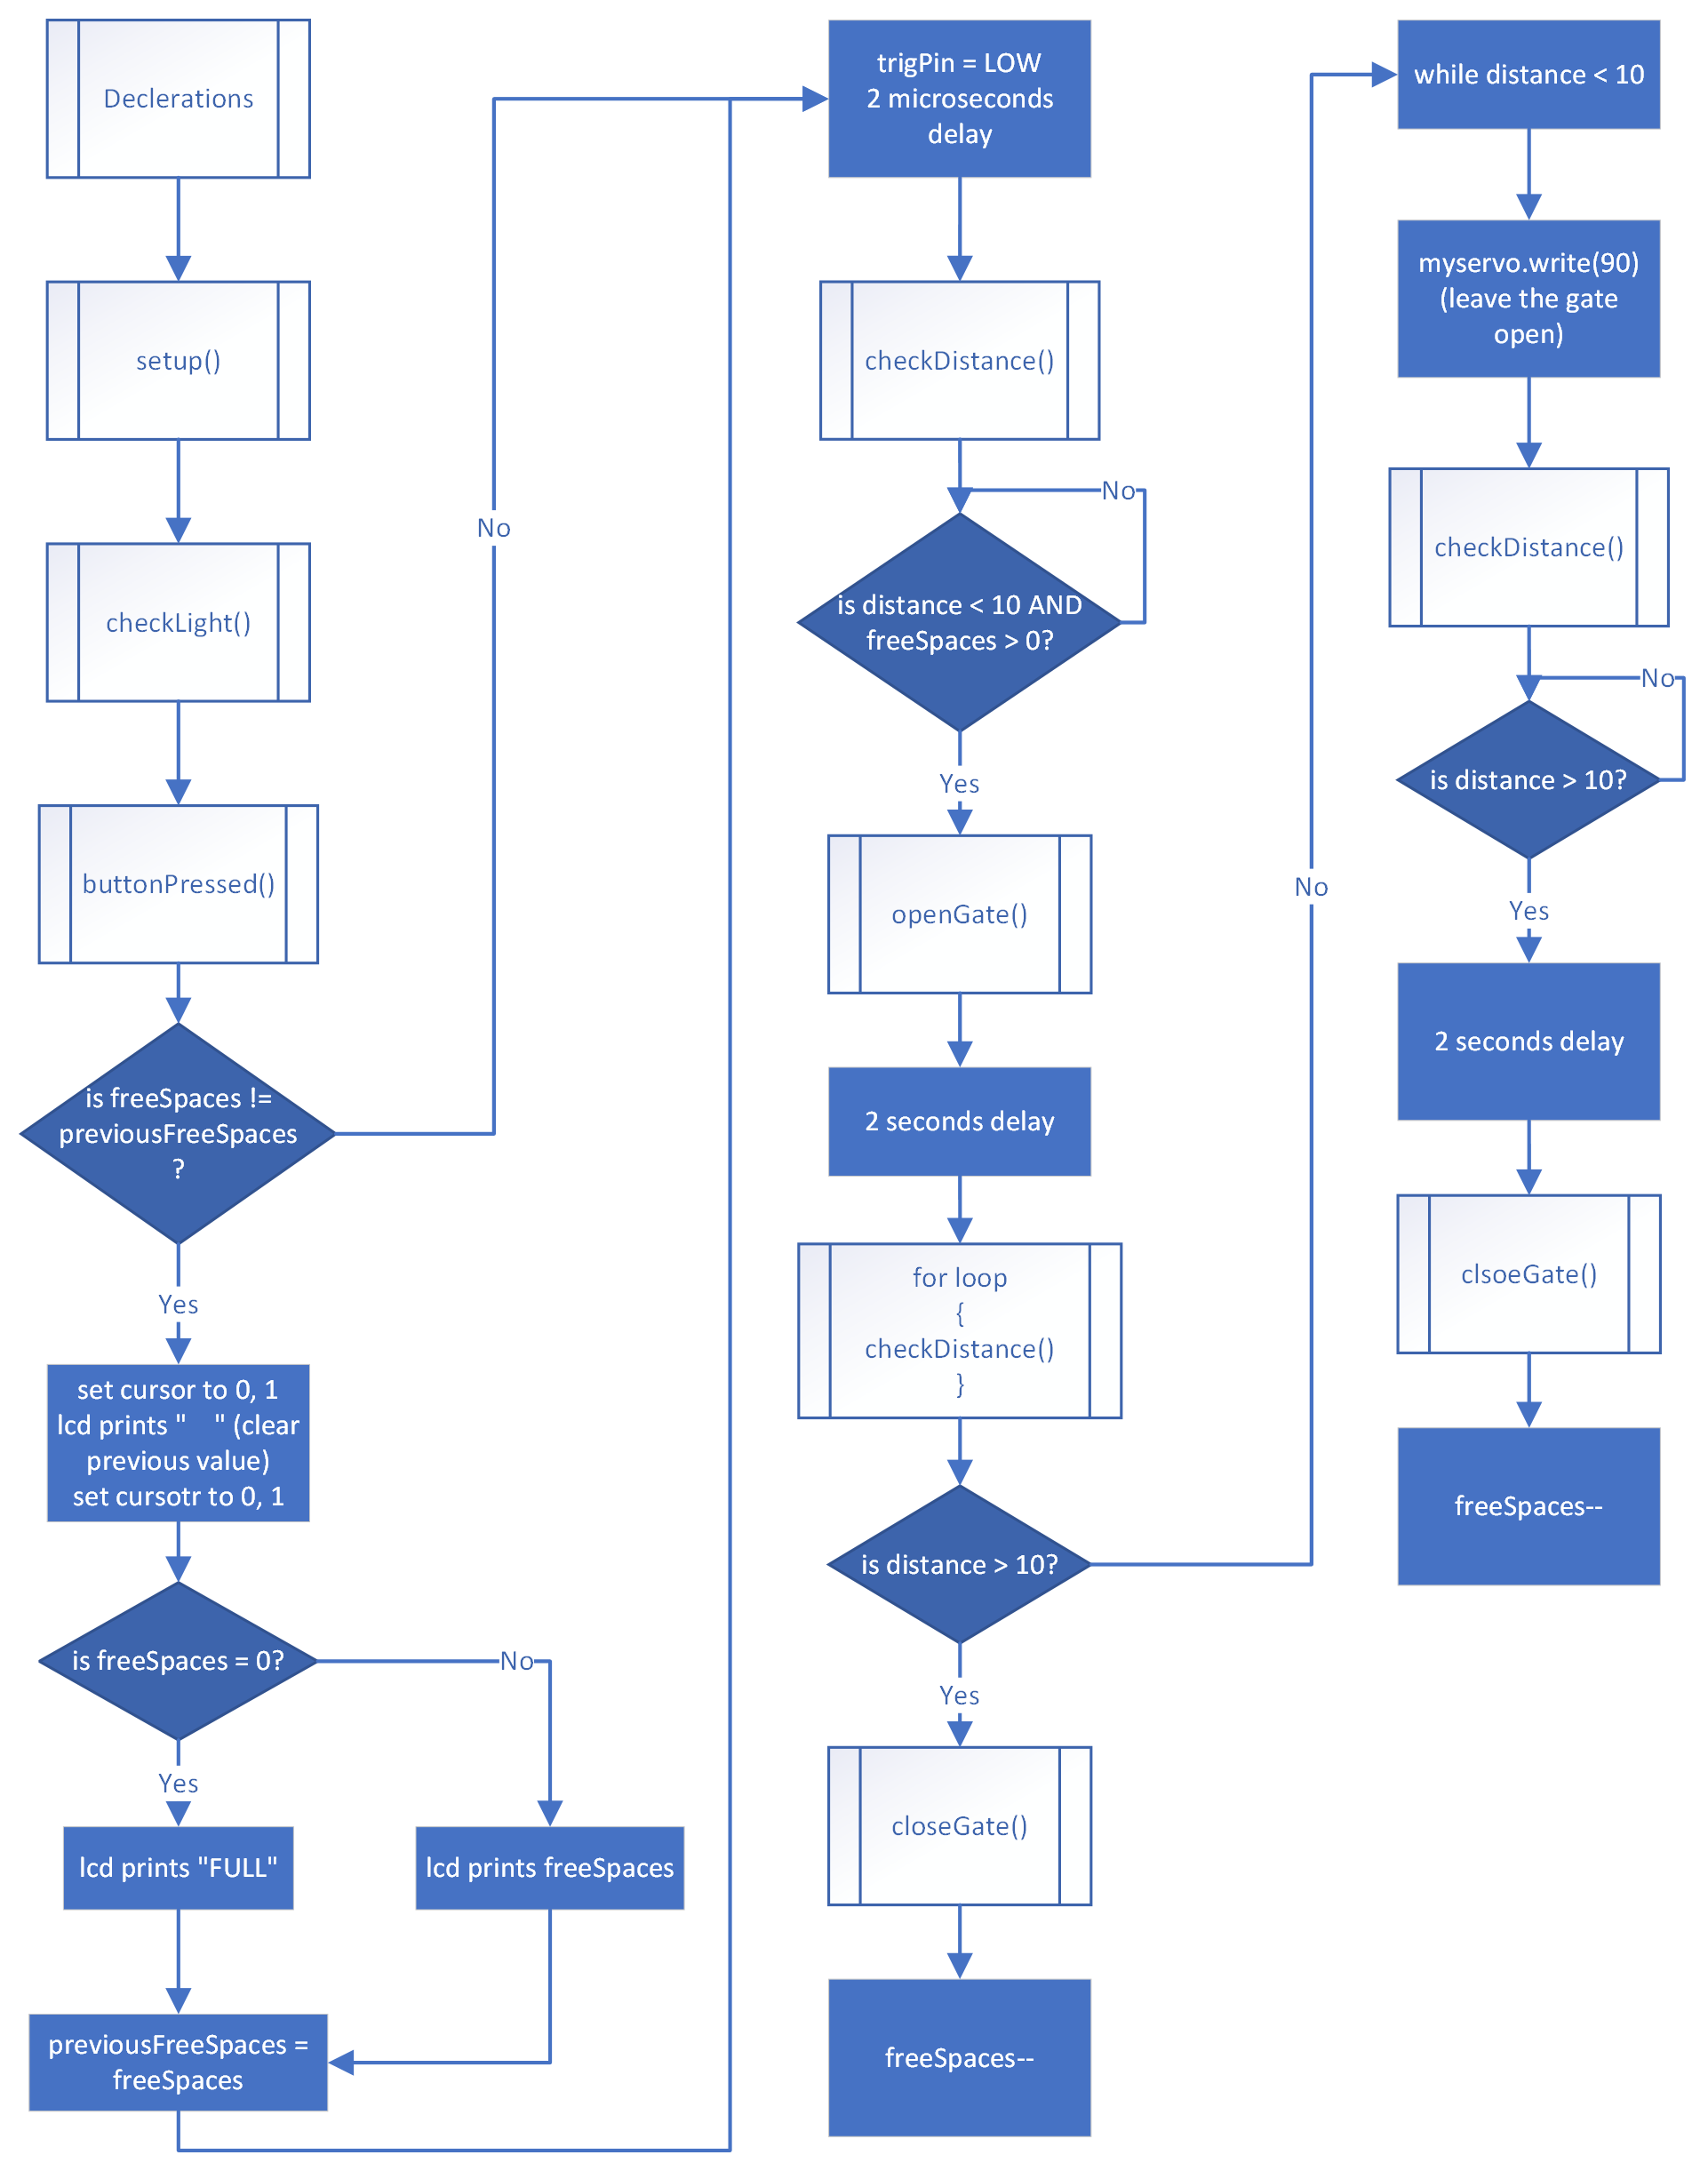 Declerations
setup()
checkLight()
buttonPressed()
is freeSpaces !=
previousFreeSpaces
?
No
Yes
set cursor to 0, 1
lcd prints "    " (clear
previous value)
set cursotr to 0, 1
is freeSpaces = 0?
No
Yes
lcd prints "FULL"
lcd prints freeSpaces
previousFreeSpaces =
freeSpaces
trigPin = LOW
2 microseconds
delay
checkDistance()
No
is distance < 10 AND
freeSpaces > 0?
Yes
openGate()
2 seconds delay
for loop
{
checkDistance()
}
is distance > 10?
No
Yes
closeGate()
freeSpaces--
while distance < 10
myservo.write(90)
(leave the gate
open)
checkDistance()
No
is distance > 10?
Yes
2 seconds delay
clsoeGate()
freeSpaces--